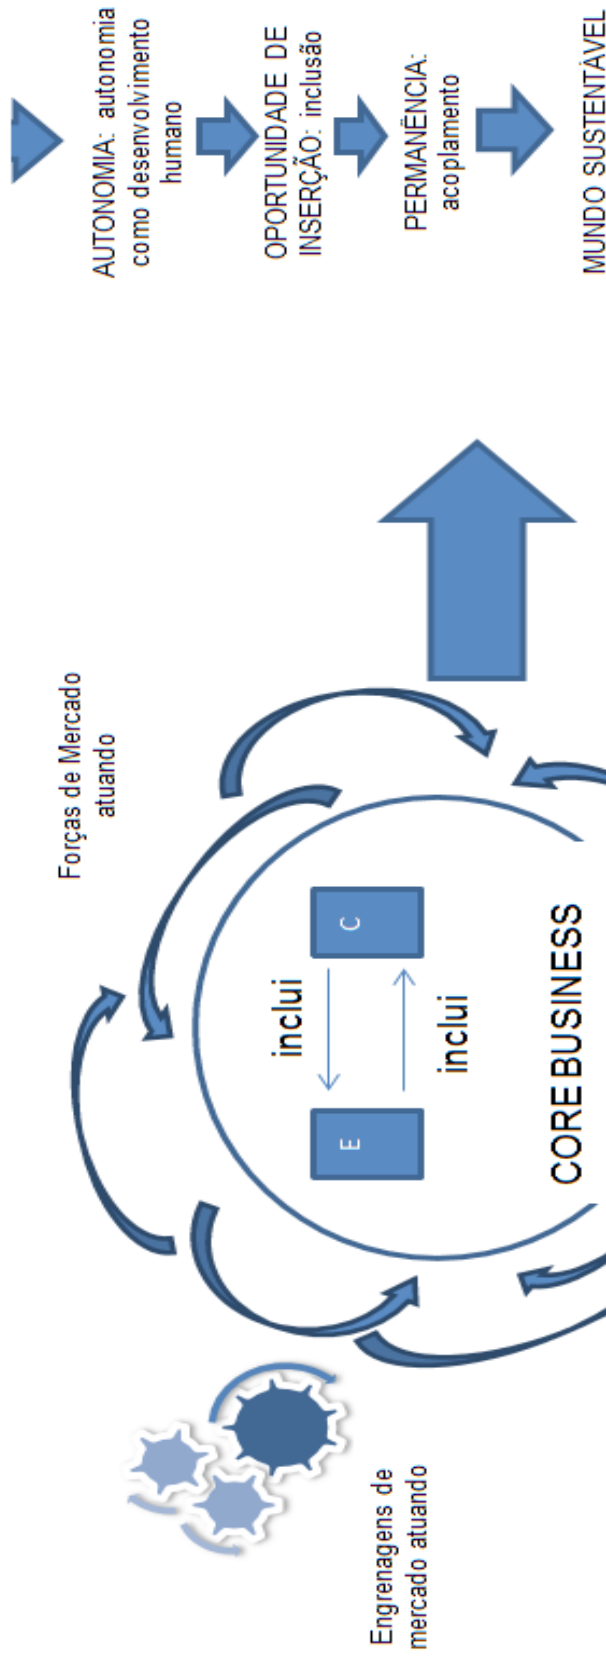 Engrenagens de
mercado atuando
Forças de Mercado
atuando
E
inclui
inclui
C
CORE BUSINESS
AUTONOMIA: autonomia
como desenvolvimento
humano
OPORTUNIDADE DE
INSERÇÃO: inclusão
PERMANÊNCIA:
acoplamento
MUNDO SUSTENTÁVEL